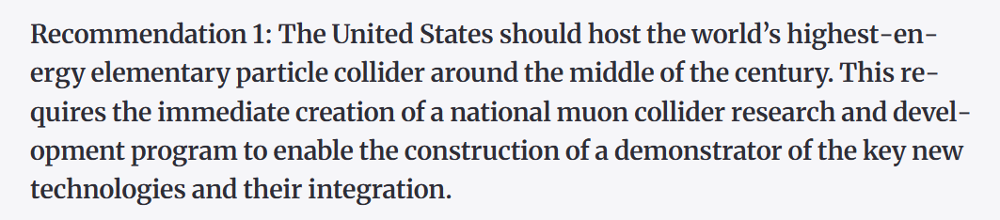 Recommendation 1: The United States should host the world’s highest-en-
ergy elementary particle collider around the middle of the century. This re-
quires the immediate creation of a national muon collider research and devel-
opment program to enable the construction of a demonstrator of the key new
technologies and their integration.